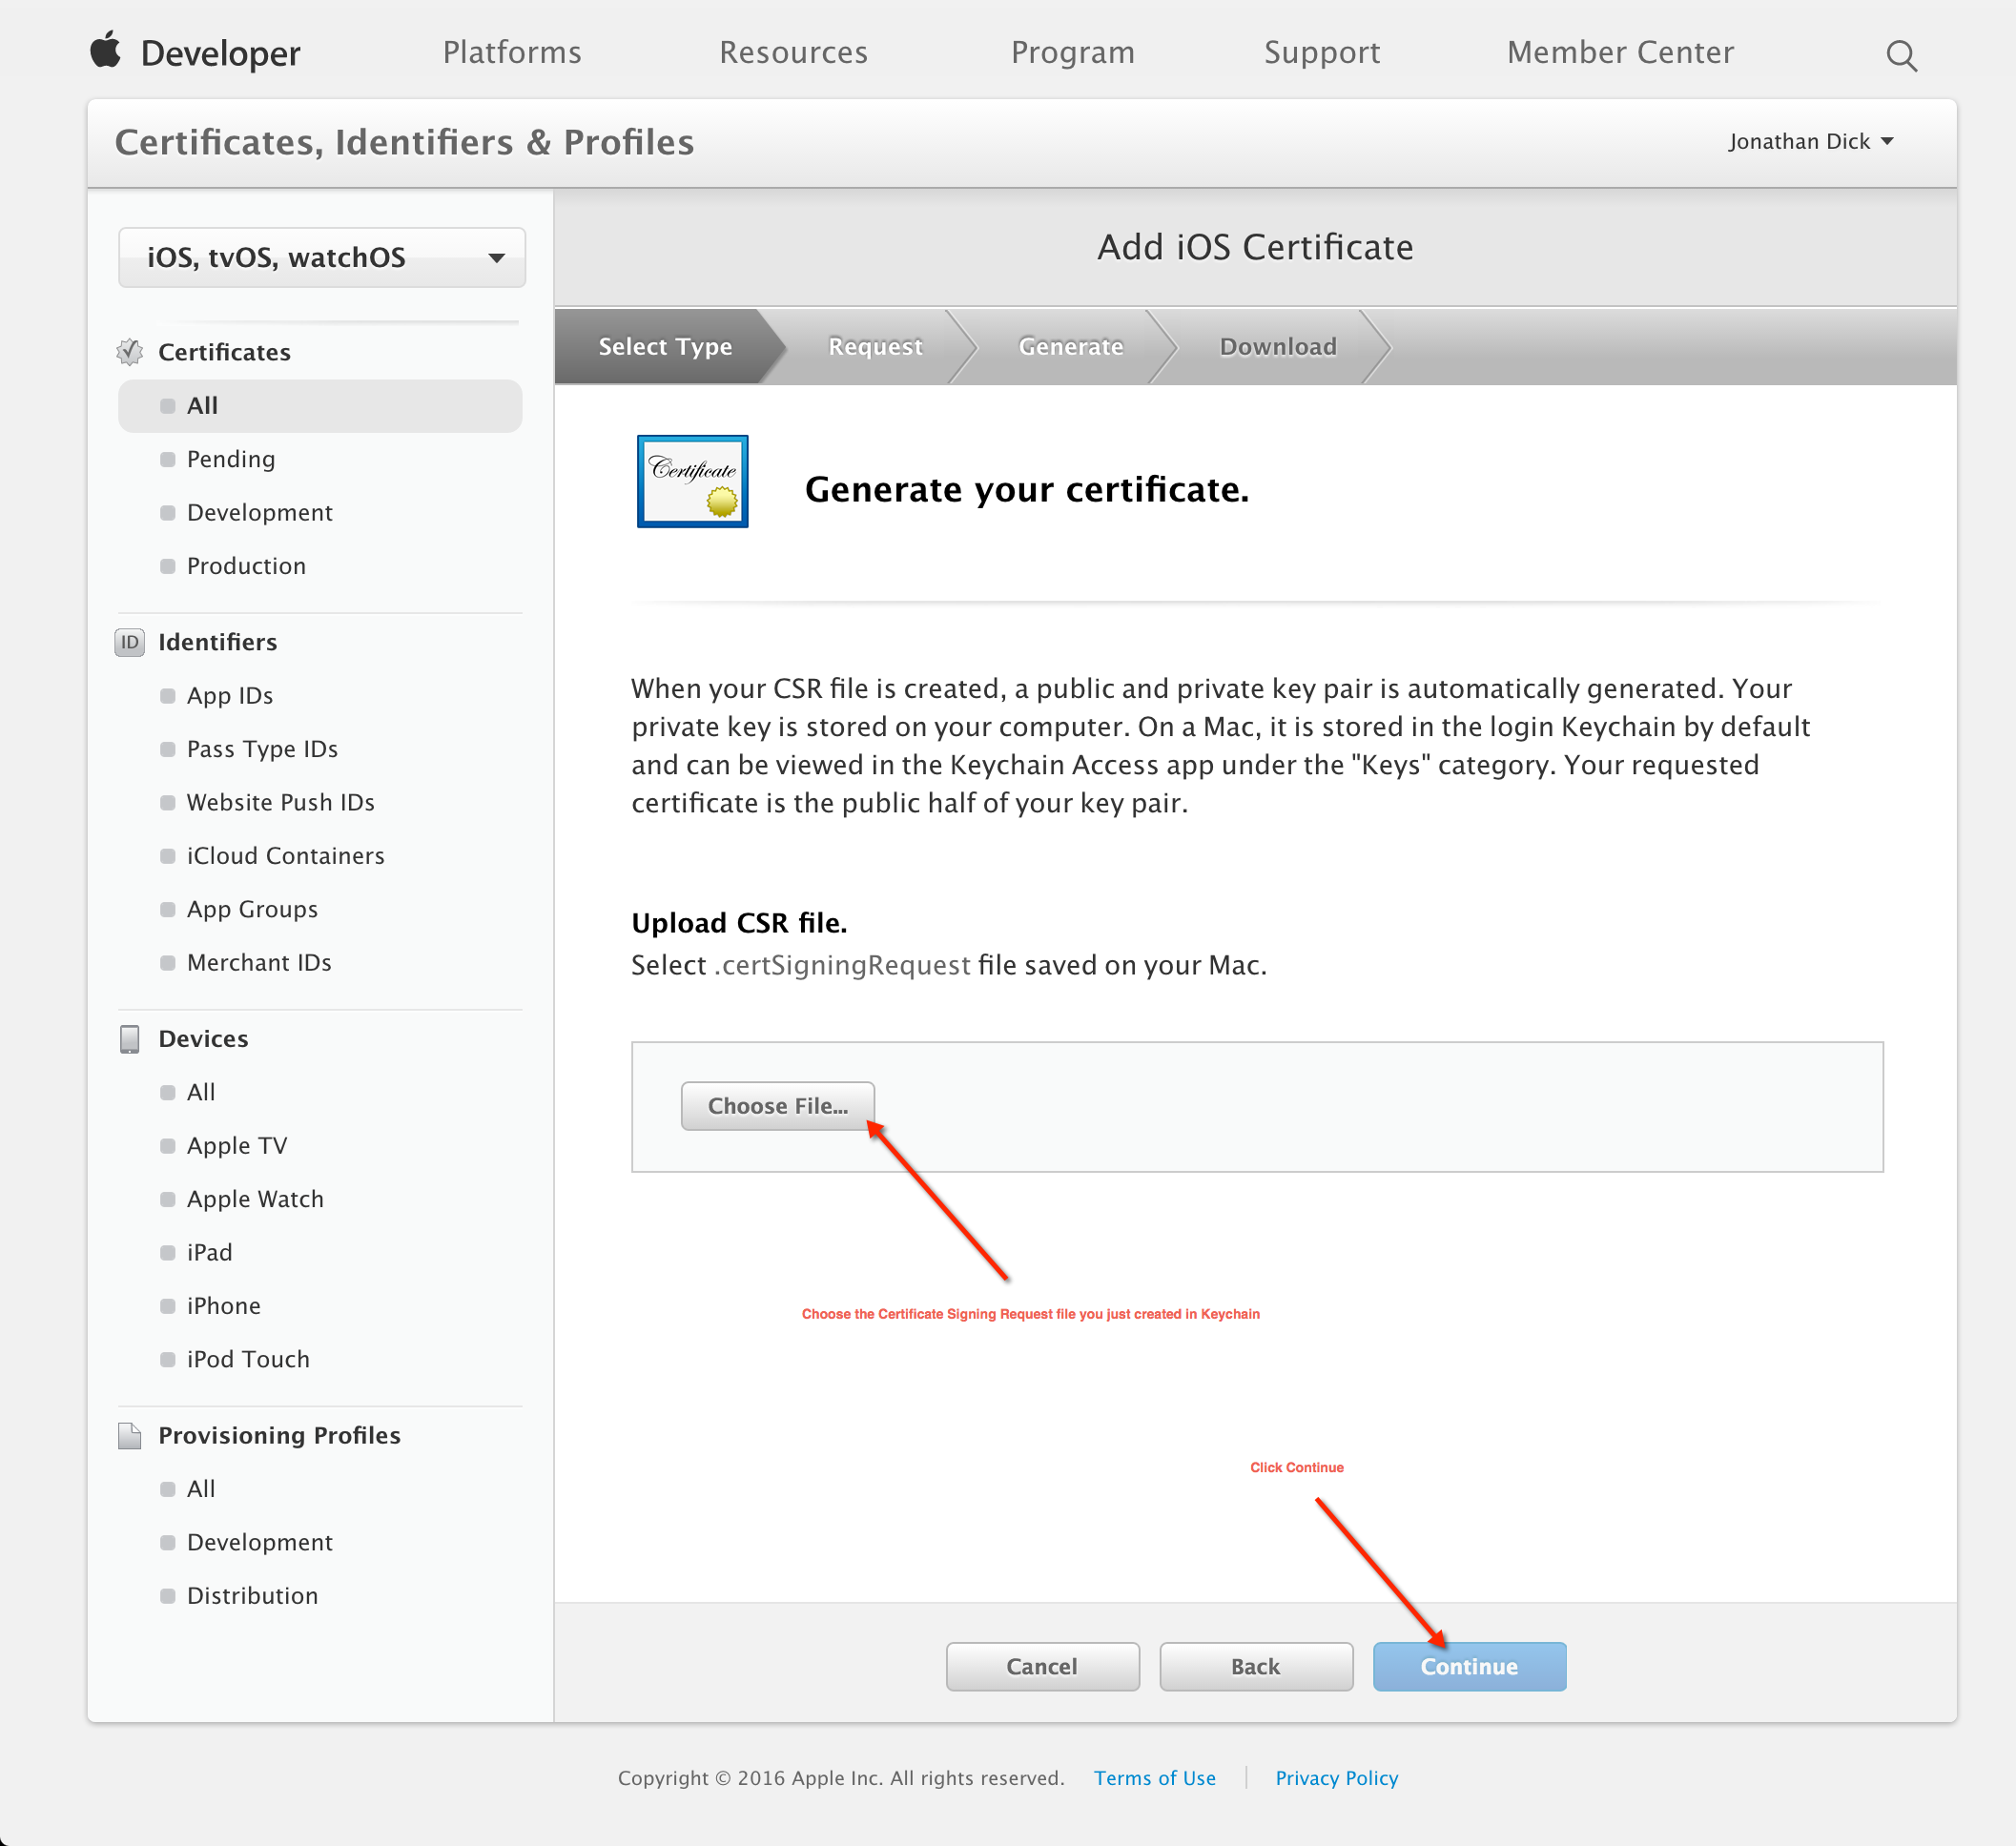 Developer
Platforms
Resources
Program
Support
Member Center
Certificates, Identifiers & Profiles
Jonathan Dick
iOS, tvOS, watchOS
Certificates
All
Pending
Development
Production
ID Identifiers
App IDs
Pass Type IDs
Website Push IDs
iCloud Containers
App Groups
Merchant IDs
Devices
All
Apple TV
Apple Watch
iPad
iPhone
iPod Touch
Provisioning Profiles
All
Development
Distribution
Add iOS Certificate
Select Type
Request
Generate
Download
Certificate
Generate your certificate.
When your CSR file is created, a public and private key pair is automatically generated. Your
private key is stored on your computer. On a Mac, it is stored in the login Keychain by default
and can be viewed in the Keychain Access app under the "Keys" category. Your requested
certificate is the public half of your key pair.
Upload CSR file.
Select .certSigningRequest file saved on your Mac.
Choose File...
Choose the Certificate Signing Request file you just created in Keychain
Click Continue
Cancel
Back
Continue
Copyright © 2016 Apple Inc. All rights reserved.
Terms of Use
Privacy Policy